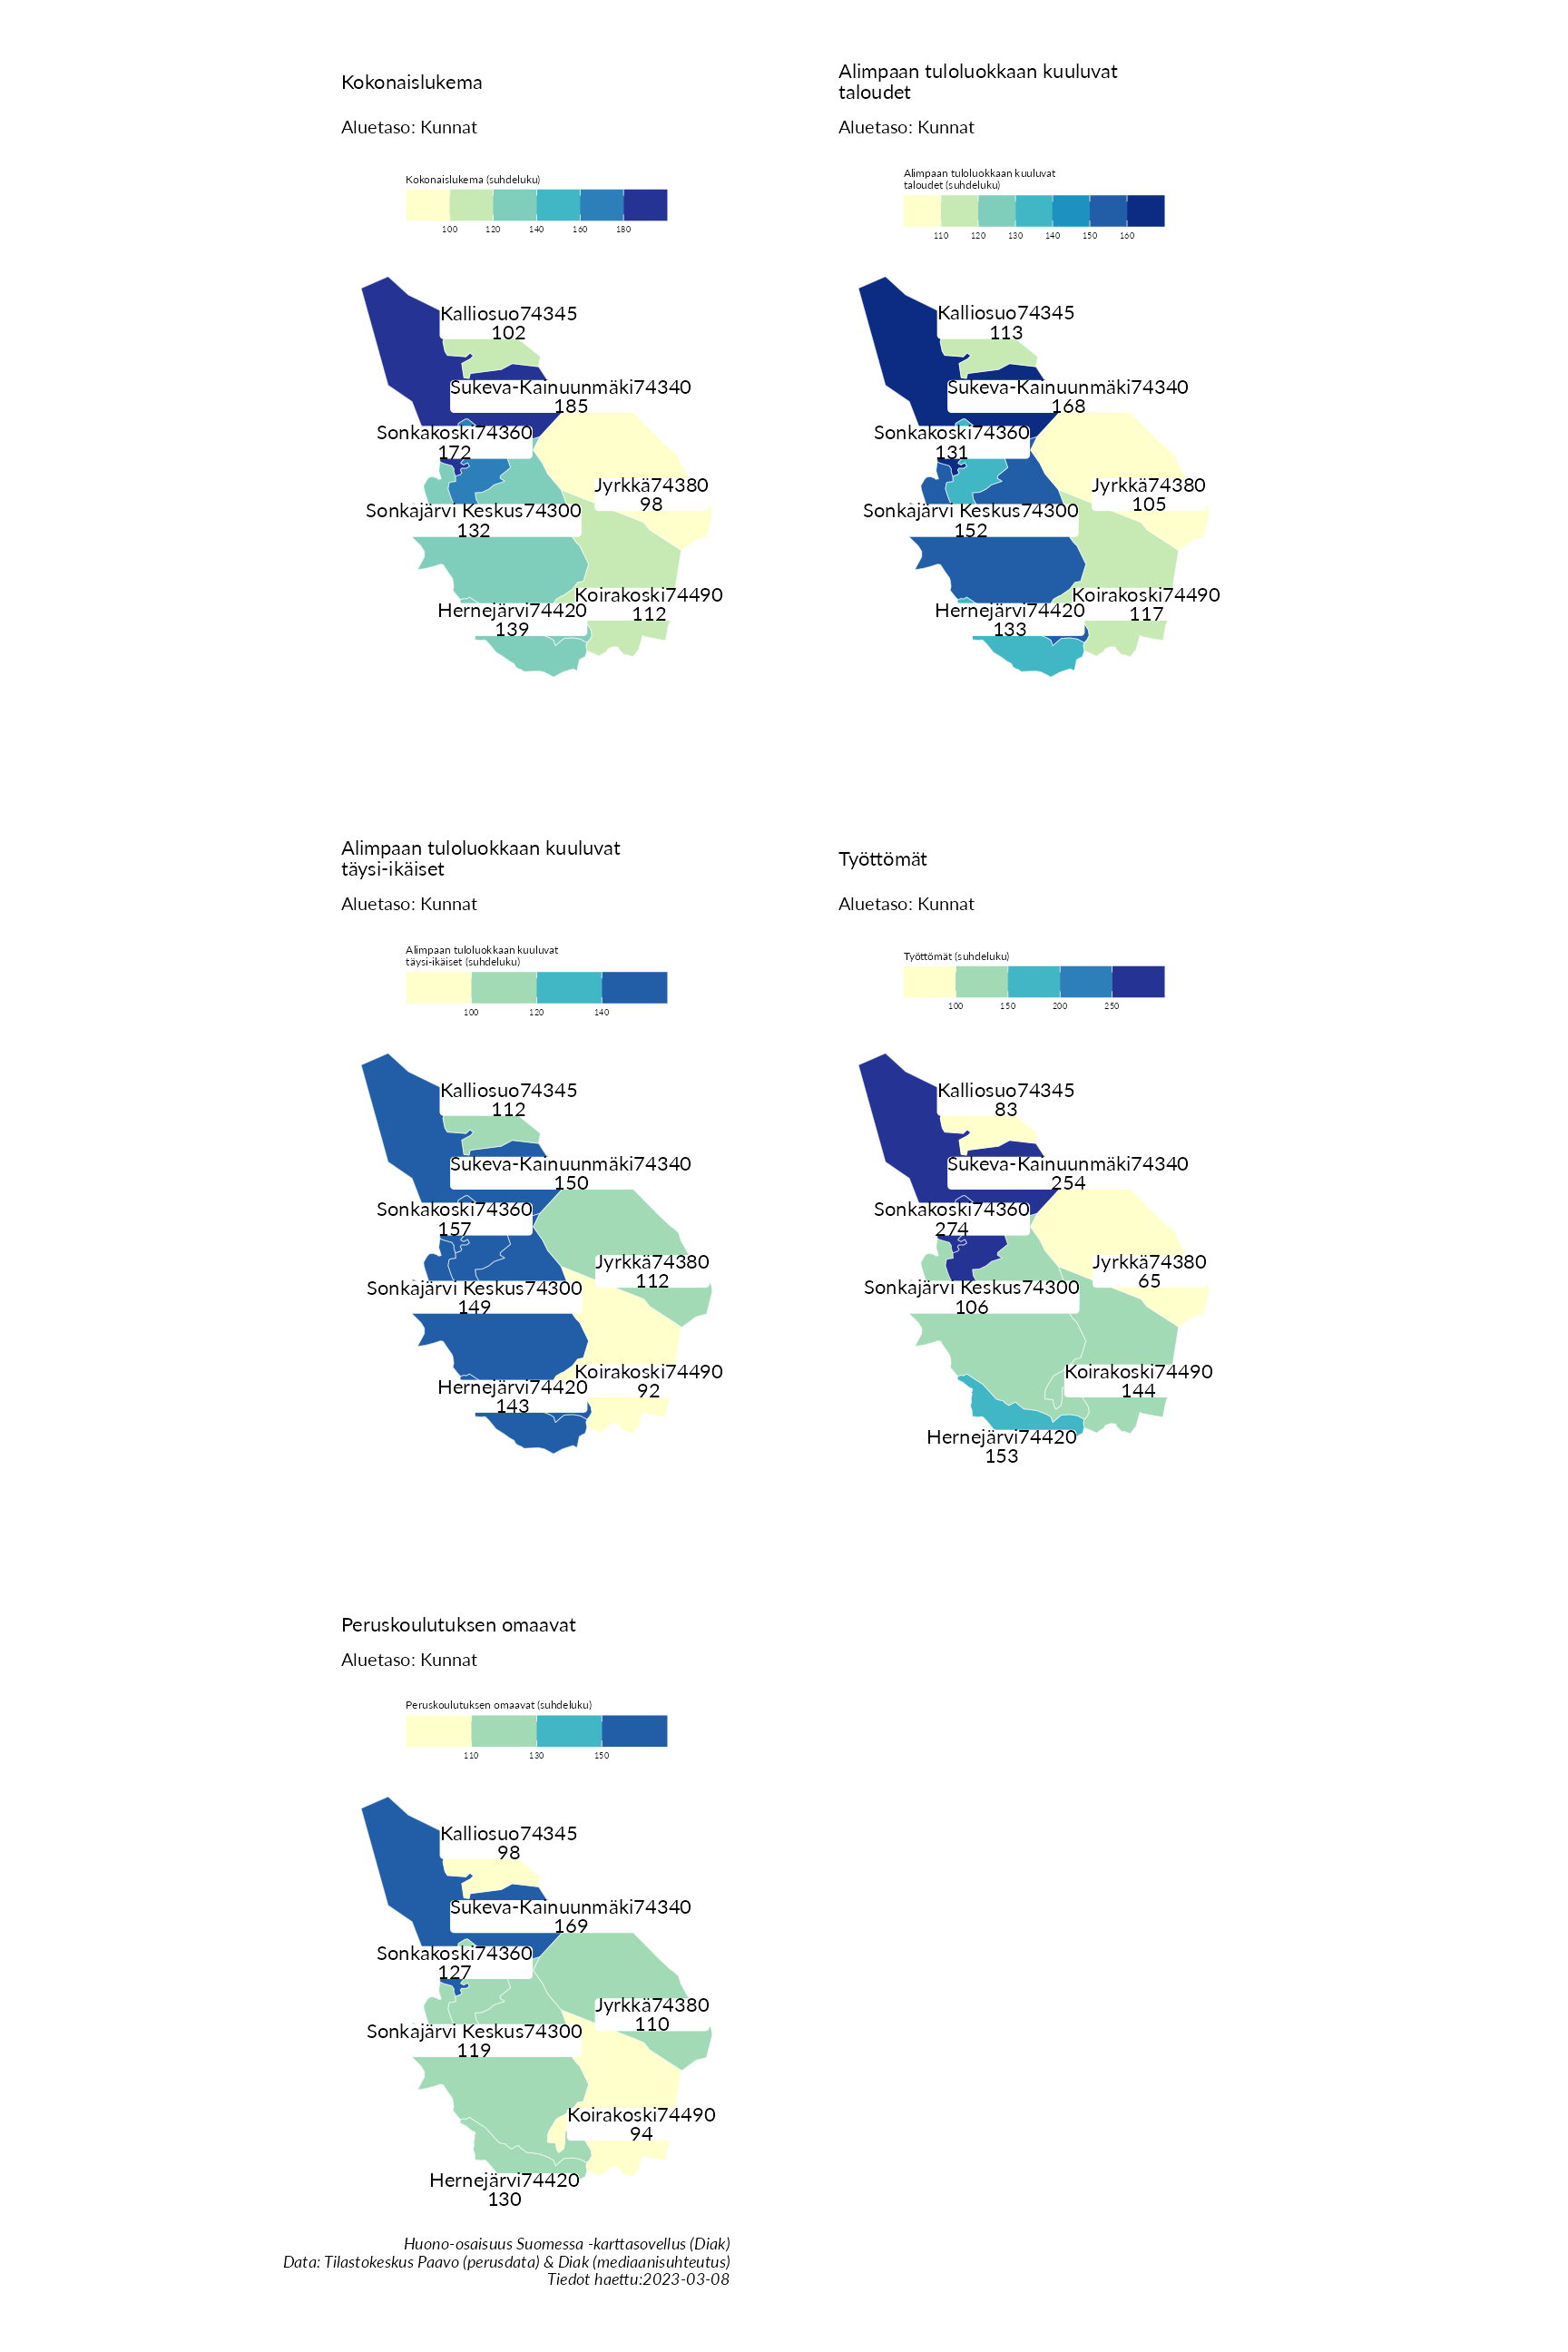 Kokonaislukema
Aluetaso: Kunnat
Kokonaislukema (suhdeluku)
100 120 140 160 180
Kalliosuo74345
102
Sukeva-Kainuunmäki74340
185
Sonkakoski74360
172
Jyrkkä74380
98
Sonkajärvi Keskus74300
132
Koirakoski74490
112
Hernejärvi74420
139
Alimpaan tuloluokkaan kuuluvat
taloudet
Aluetaso: Kunnat
Alimpaan tuloluokkaan kuuluvat
taloudet (suhdeluku)
110 120 130 140 150 160
Kalliosuo74345
113
Sukeva-Kainuunmäki74340
168
Sonkakoski74360
131
Jyrkkä74380
105
Sonkajärvi Keskus74300
152
Koirakoski74490
117
Hernejärvi74420
133
Alimpaan tuloluokkaan kuuluvat
täysi-ikäiset
Aluetaso: Kunnat
Alimpaan tuloluokkaan kuuluvat
täysi-ikäiset (suhdeluku)
100 120 140
Kalliosuo74345
112
Sukeva-Kainuunmäki74340
150
Sonkakoski74360
157
Jyrkkä74380
112
Sonkajärvi Keskus74300
149
Koirakoski74490
92
Hernejärvi74420
143
Työttömät
Aluetaso: Kunnat
Työttömät (suhdeluku)
100 150 200 250
Kalliosuo74345
83
Sukeva-Kainuunmäki74340
254
Sonkakoski74360
274
Jyrkkä74380
65
Sonkajärvi Keskus74300
106
Koirakoski74490
144
Hernejärvi74420
153
Peruskoulutuksen omaavat
Aluetaso: Kunnat
Peruskoulutuksen omaavat (suhdeluku)
110 130 150
Kalliosuo74345
98
Sukeva-Kainuunmäki74340
169
Sonkakoski74360
127
Jyrkkä74380
110
Sonkajärvi Keskus74300
119
Koirakoski74490
94
Hernejärvi74420
130
Huono-osaisuus Suomessa -karttasovellus (Diak)
Data: Tilastokeskus Paavo (perusdata) & Diak (mediaanisuhteutus)
Tiedot haettu:2023-03-08